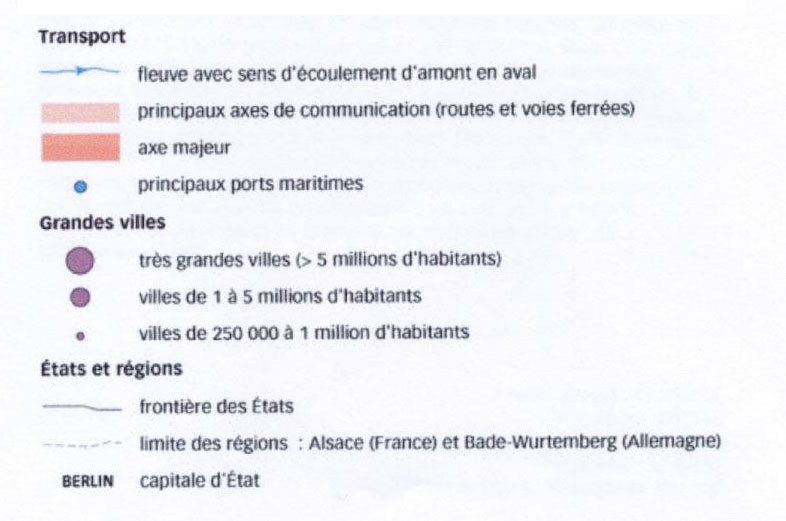 Transport
fleuve avec sens d'écoulement d'amont en aval
principaux axes de communication (routes et voies ferrées)
axe majeur
principaux ports maritimes
Grandes villes
très grandes villes (> 5 millions d'habitants)
villes de 1 à 5 millions d'habitants
villes de 250 000 à 1 million d'habitants
États et régions
frontière des États
limite des régions : Alsace (France) et Bade-Wurtemberg (Allemagne)
BERLIN capitale d'État